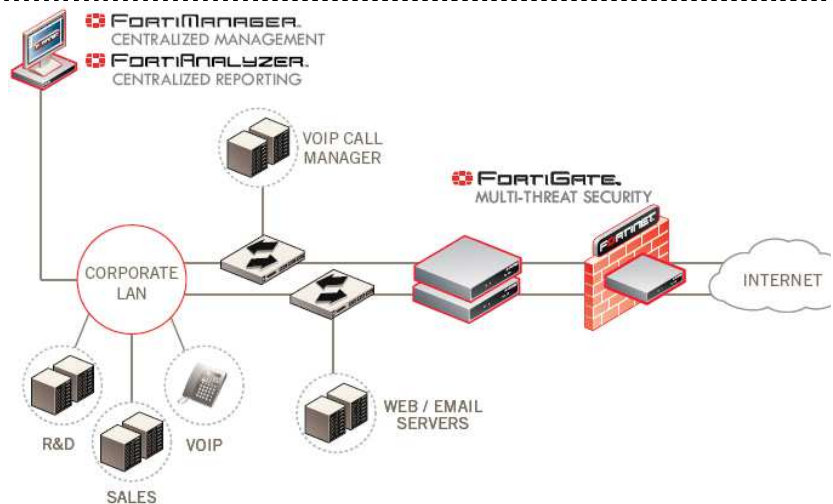 FORTIMANAGER.
CENTRALIZED MANAGEMENT
FORTIANALYZER.
CENTRALIZED REPORTING
VOIP CALL
MANAGER
FORTIGATE.
MULTI-THREAT SECURITY
FORTINET.
CORPORATE
LAN
INTERNET
R&D
VOIP
SALES
WEB / EMAIL
SERVERS